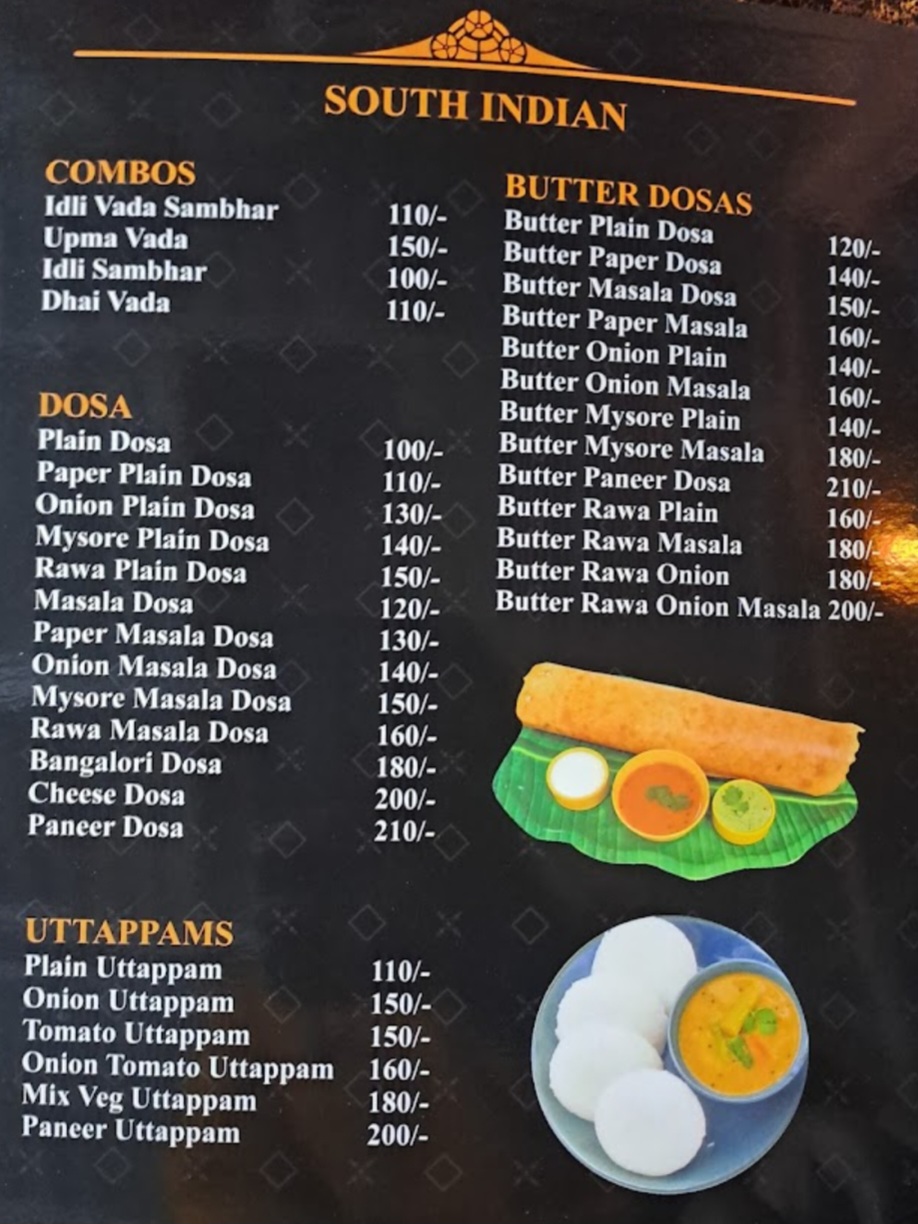 SOUTH INDIAN
COMBOS
Idli Vada Sambhar 110/-
Upma Vada 150/-
Idli Sambhar 100/-
Dhai Vada 110/-
DOSA
Plain Dosa 100/-
Paper Plain Dosa 110/-
Onion Plain Dosa 130/-
Mysore Plain Dosa 140/-
Rawa Plain Dosa 150/-
Masala Dosa 120/-
Paper Masala Dosa 130/-
Onion Masala Dosa 140/-
Mysore Masala Dosa 150/-
Rawa Masala Dosa 160/-
Bangalori Dosa 180/-
Cheese Dosa 200/-
Paneer Dosa 210/-
UTTAPPAMS
Plain Uttappam 110/-
Onion Uttappam 150/-
Tomato Uttappam 150/-
Onion Tomato Uttappam 160/-
Mix Veg Uttappam 180/-
Paneer Uttappam 200/-
BUTTER DOSAS
Butter Plain Dosa 120/-
Butter Paper Dosa 140/-
Butter Masala Dosa 150/-
Butter Paper Masala 160/-
Butter Onion Plain 140/-
Butter Onion Masala 160/-
Butter Mysore Plain 140/-
Butter Mysore Masala 180/-
Butter Paneer Dosa 210/-
Butter Rawa Plain 160/-
Butter Rawa Masala 180/-
Butter Rawa Onion 180/-
Butter Rawa Onion Masala 200/-